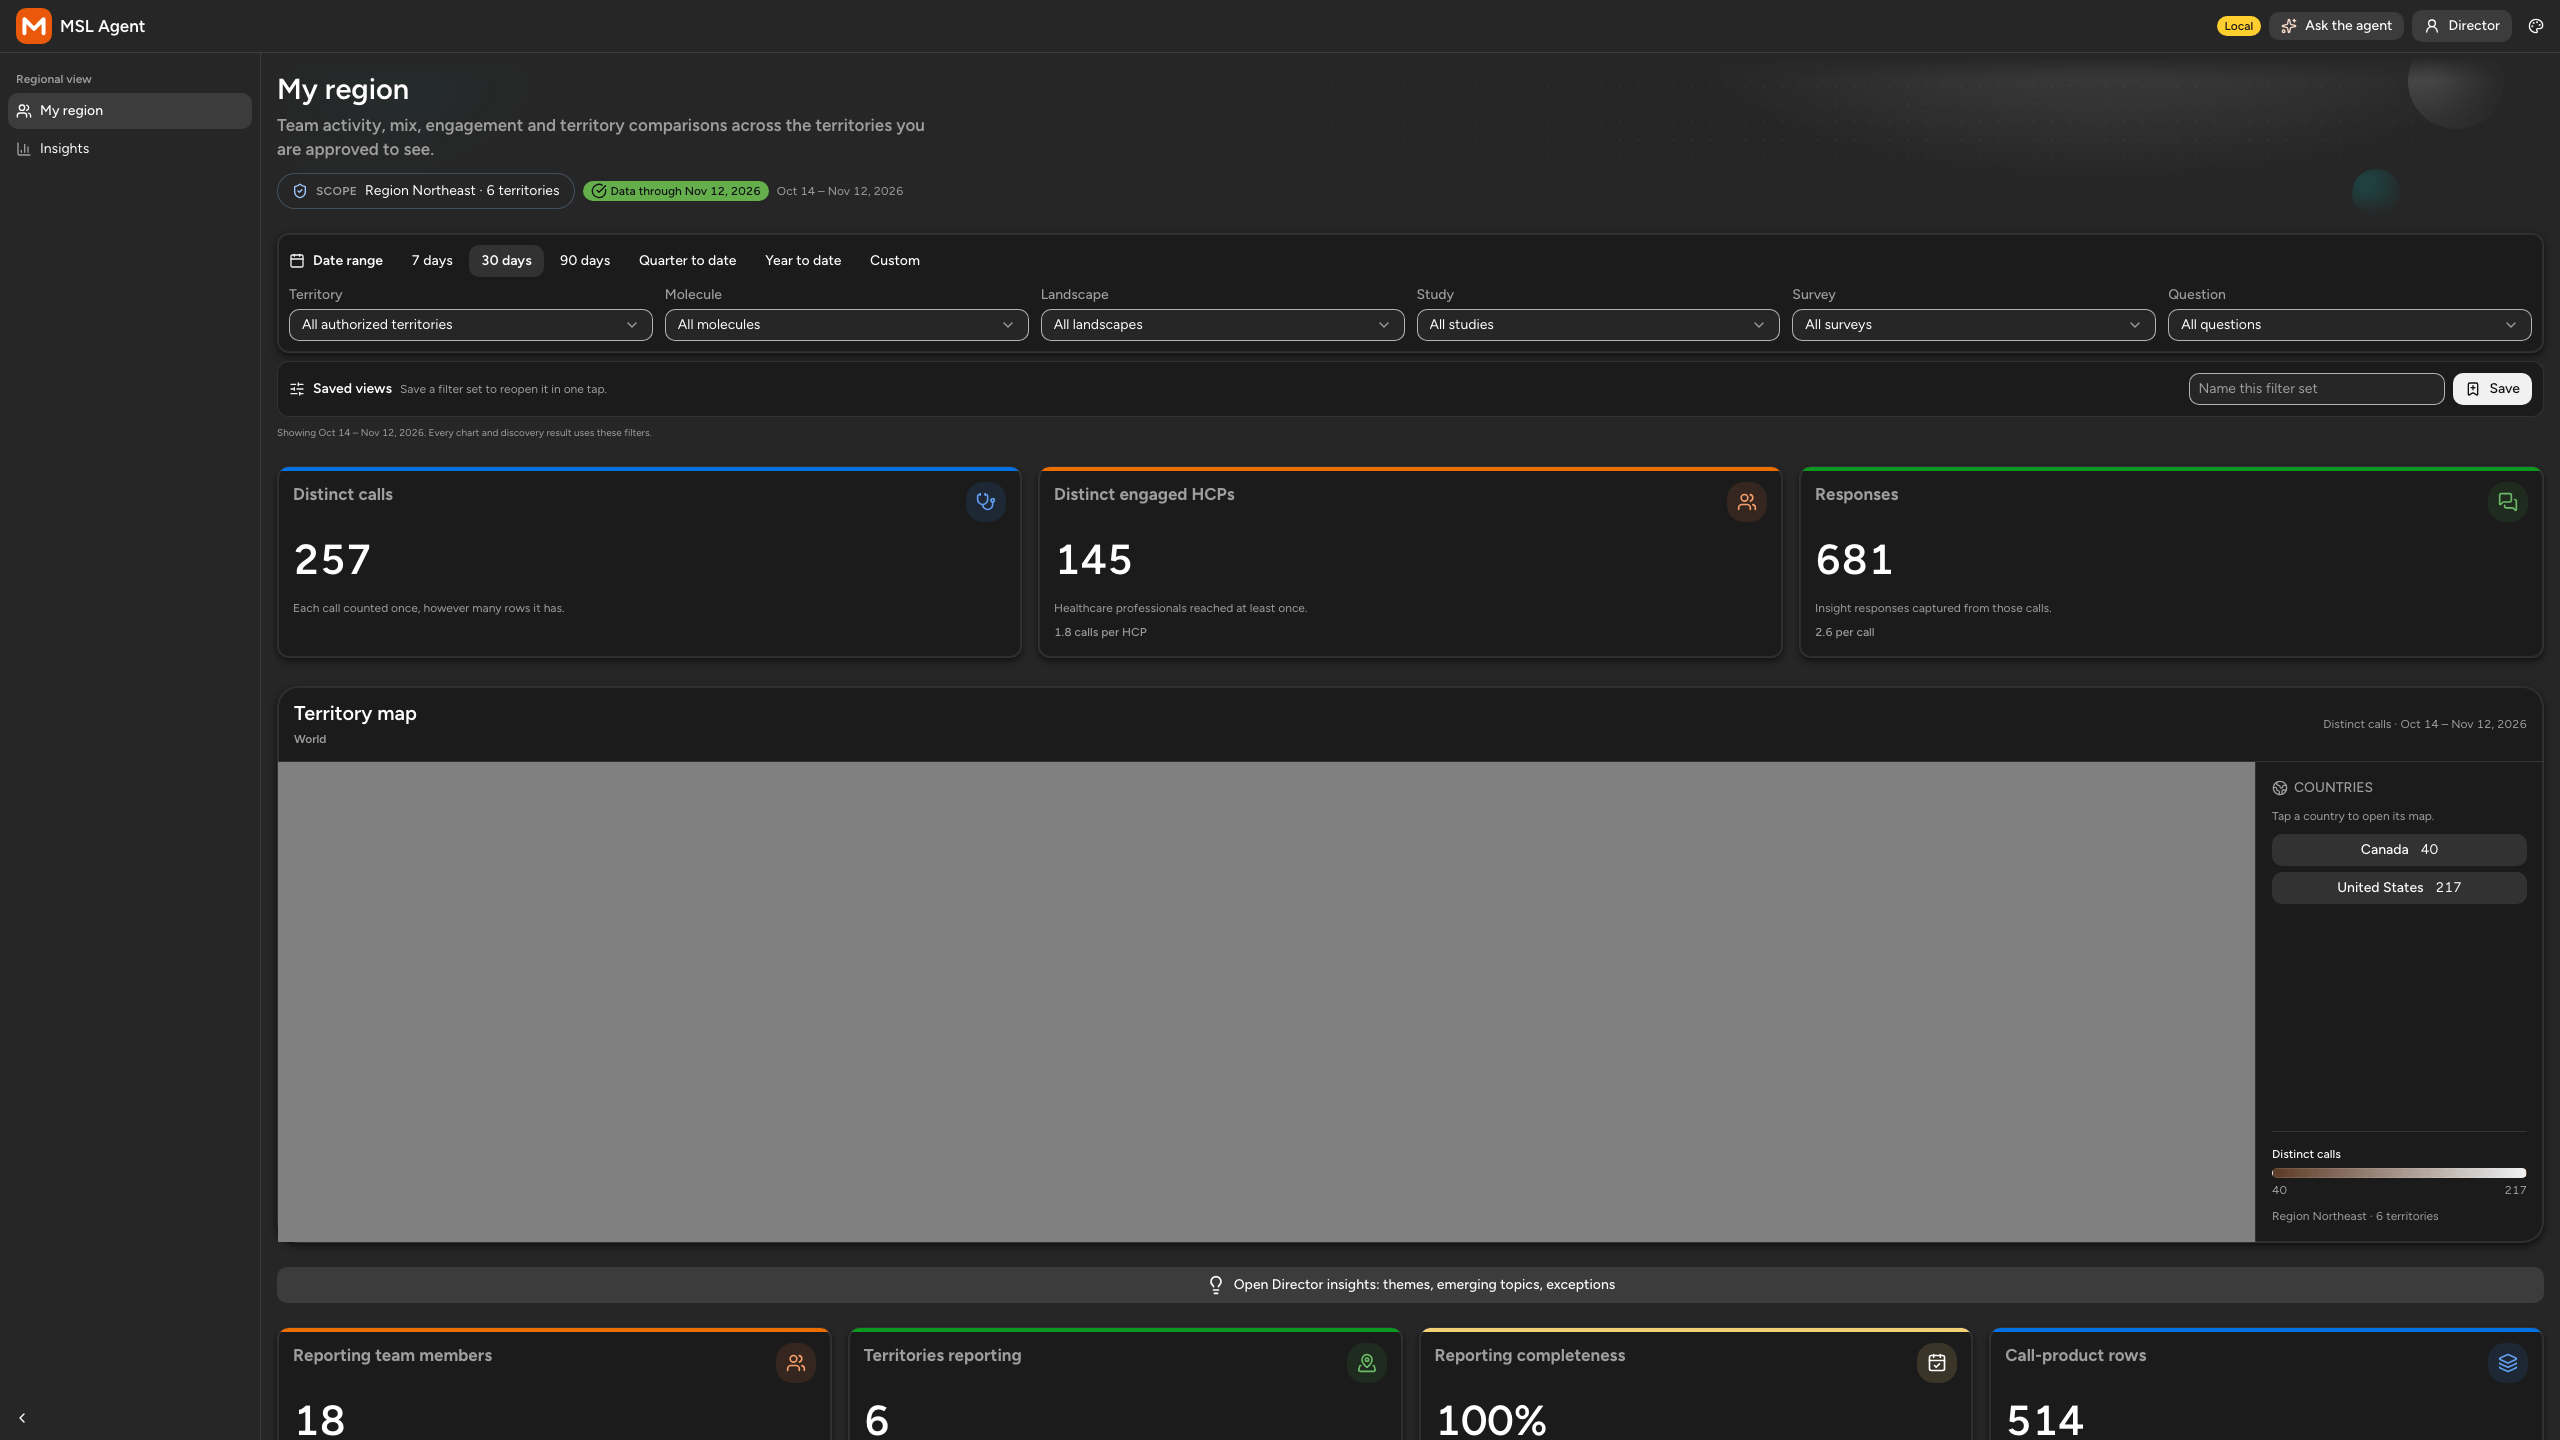 MSL Agent
Local
Ask the agent
Director
Regional view
My region
Insights
My region
Team activity, mix, engagement and territory comparisons across the territories you
are approved to see.
SCOPE Region Northeast · 6 territories
Data through Nov 12, 2026
Oct 14 – Nov 12, 2026
Date range
7 days
30 days
90 days
Quarter to date
Year to date
Custom
Territory
Molecule
Landscape
Study
Survey
Question
All authorized territories
All molecules
All landscapes
All studies
All surveys
All questions
Saved views
Save a filter set to reopen it in one tap.
Name this filter set
Save
Showing Oct 14 – Nov 12, 2026. Every chart and discovery result uses these filters.
Distinct calls
257
Each call counted once, however many rows it has.
Distinct engaged HCPs
145
Healthcare professionals reached at least once.
1.8 calls per HCP
Responses
681
Insight responses captured from those calls.
2.6 per call
Territory map
World
Distinct calls · Oct 14 – Nov 12, 2026
COUNTRIES
Tap a country to open its map.
Canada 40
United States 217
Distinct calls
40
217
Region Northeast · 6 territories
Open Director insights: themes, emerging topics, exceptions
Reporting team members
18
Territories reporting
6
Reporting completeness
100%
Call-product rows
514